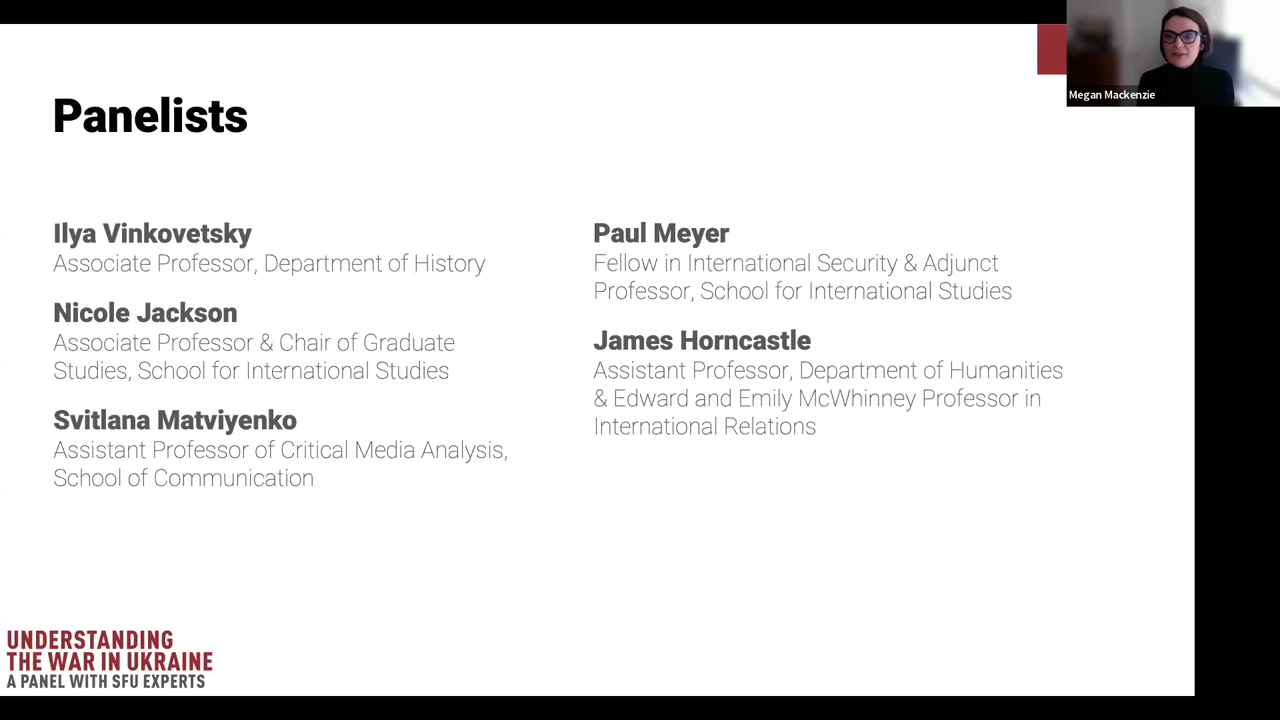 Megan Mackenzie
Panelists
Ilya Vinkovetsky
Associate Professor, Department of History
Nicole Jackson
Associate Professor & Chair of Graduate
Studies, School for International Studies
Svitlana Matviyenko
Assistant Professor of Critical Media Analysis,
School of Communication
Paul Meyer
Fellow in International Security & Adjunct
Professor, School for International Studies
James Horncastle
Assistant Professor, Department of Humanities
& Edward and Emily McWhinney Professor in
International Relations
UNDERSTANDING
THE WAR IN UKRAINE
A PANEL WITH SFU EXPERTS